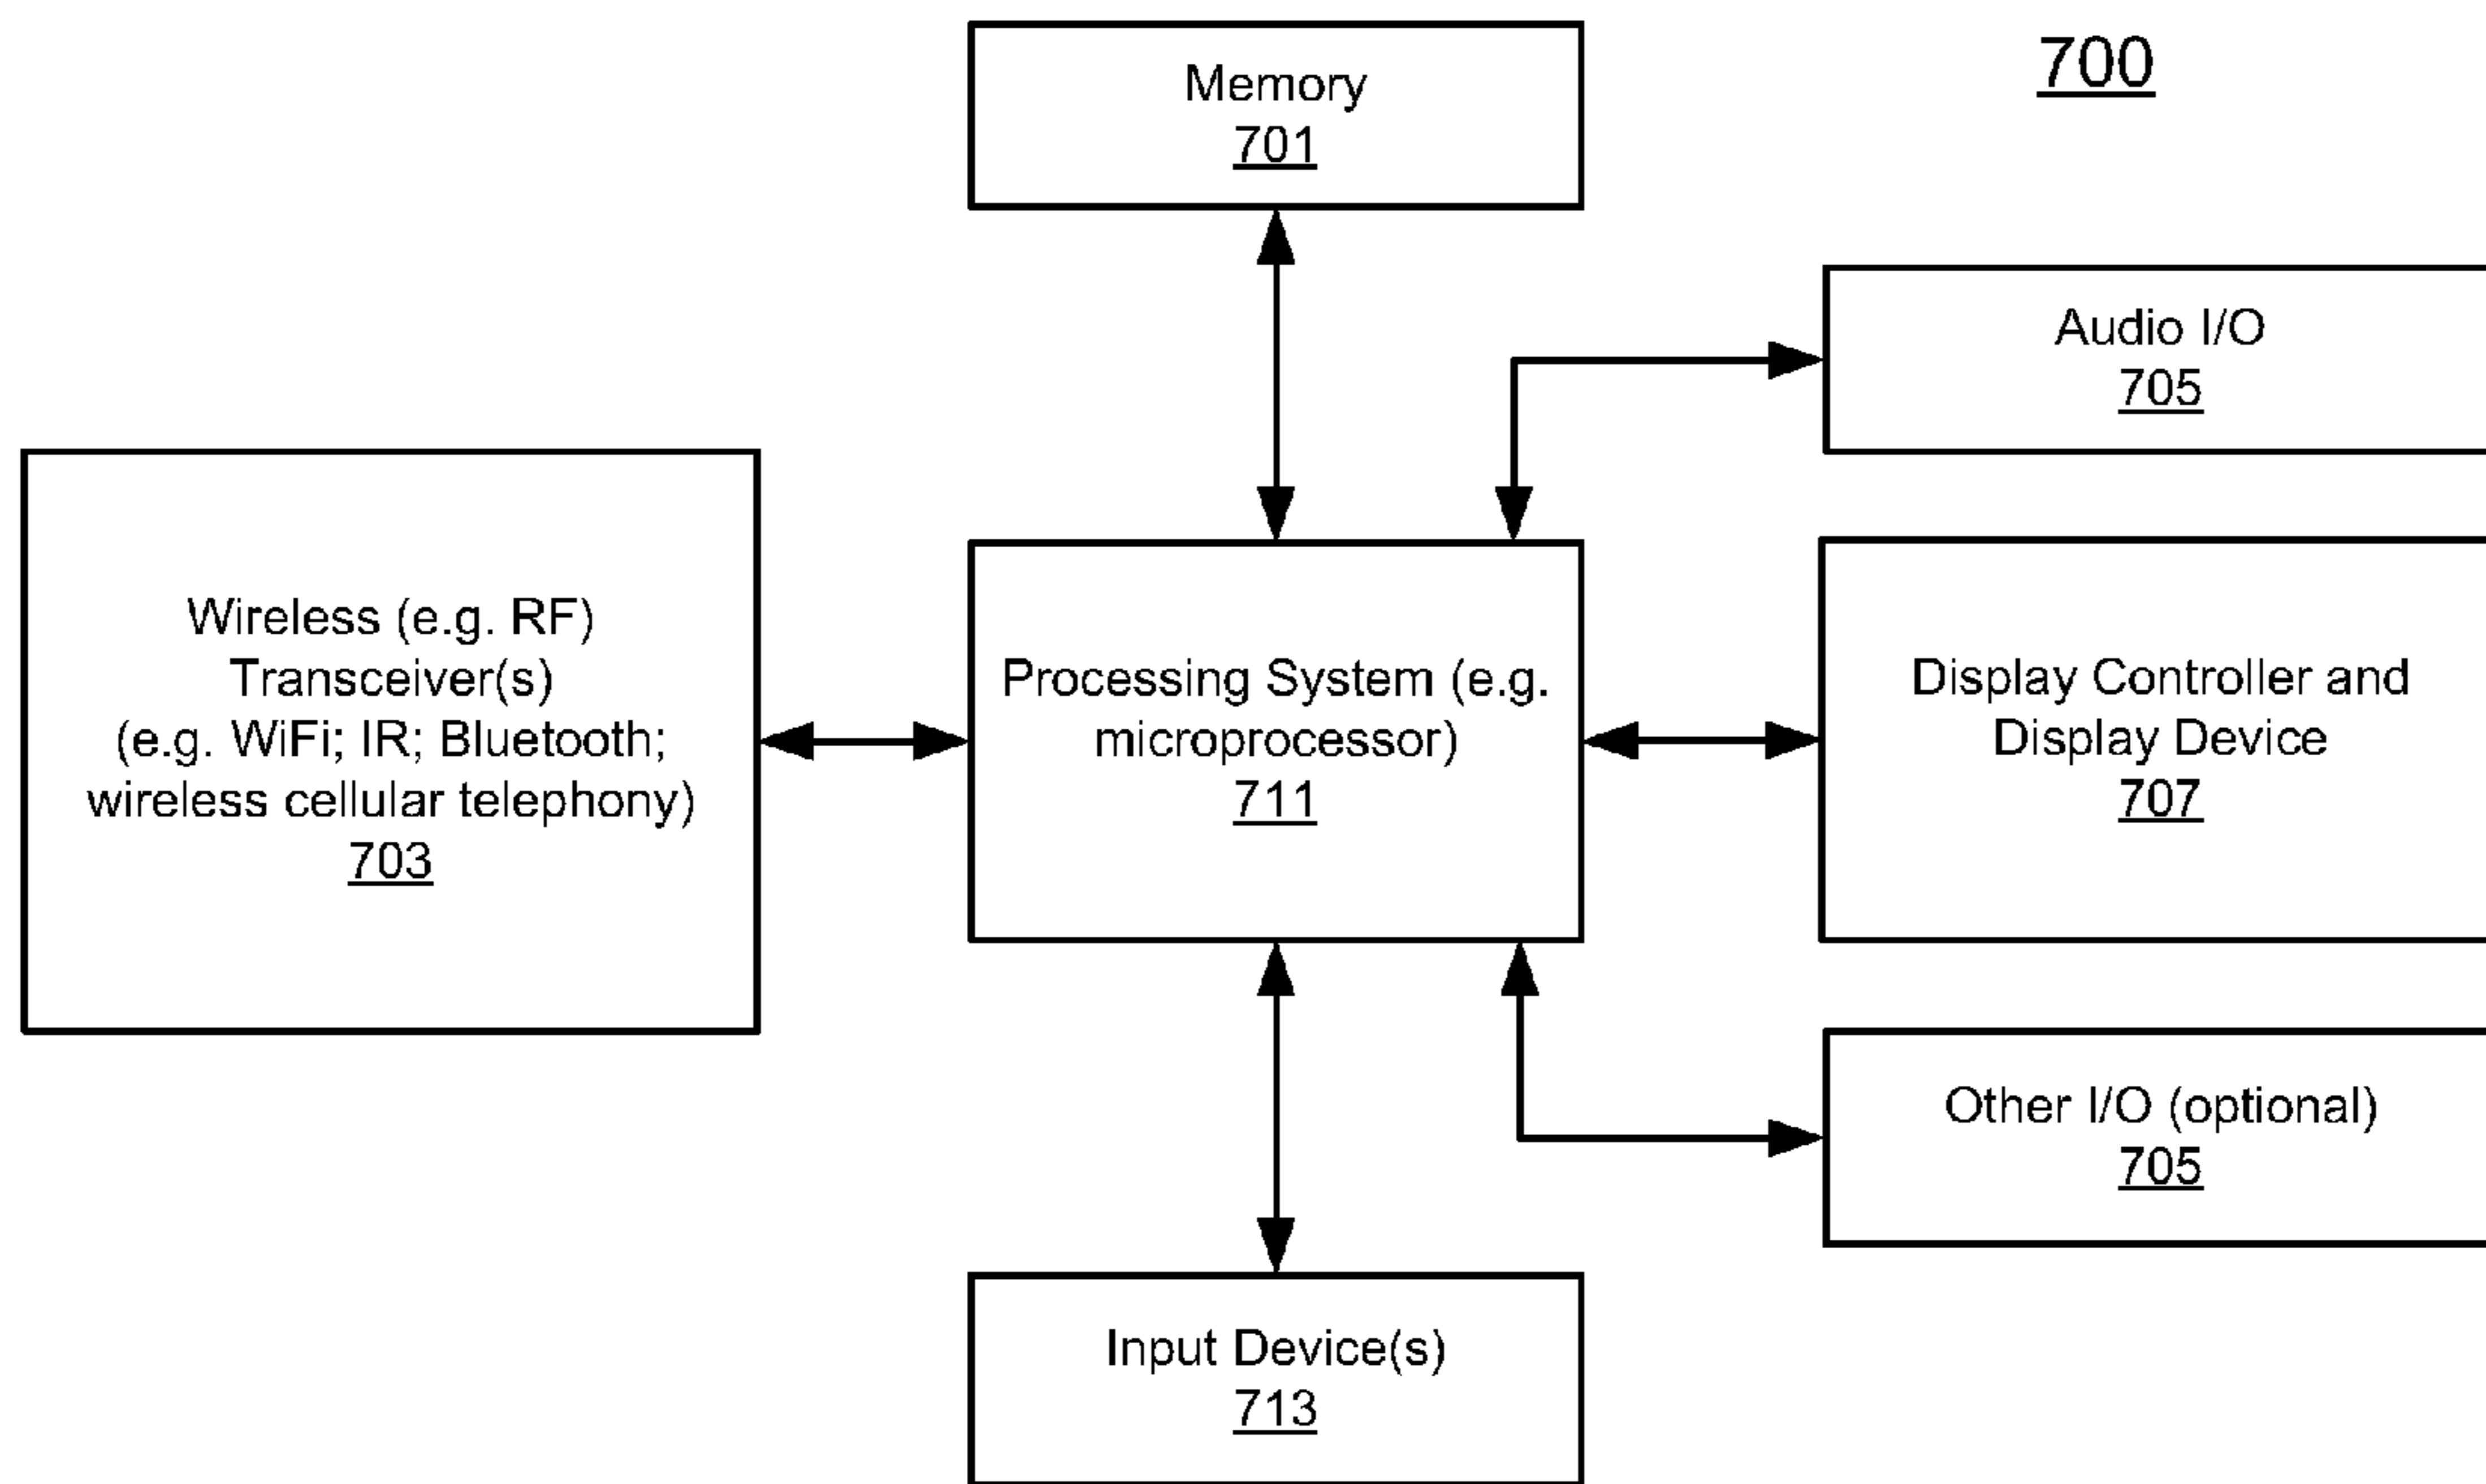 700
Memory
701
Audio I/O
705
Wireless (e.g. RF)
Transceiver(s)
(e.g. WiFi; IR; Bluetooth;
wireless cellular telephony)
703
Processing System (e.g.
microprocessor)
711
Display Controller and
Display Device
707
Other I/O (optional)
705
Input Device(s)
713